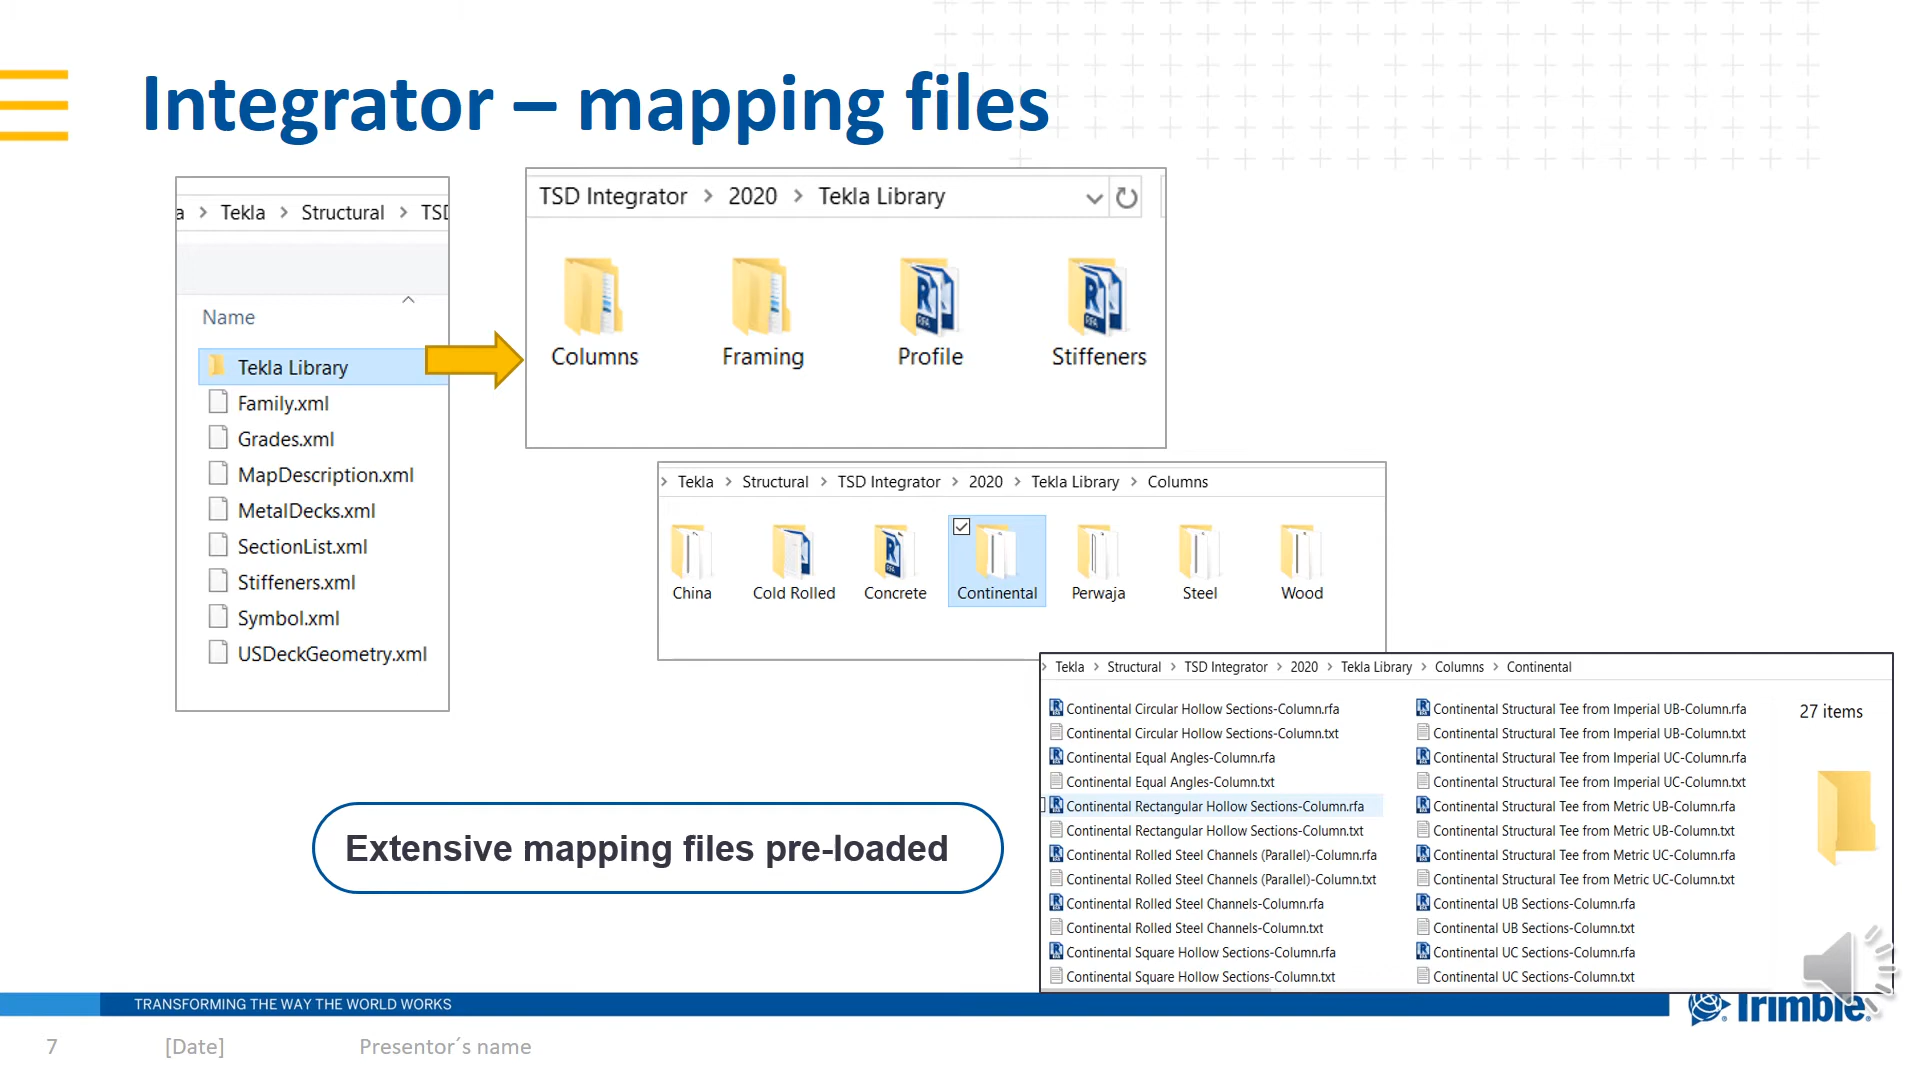 Integrator – mapping files
Tekla > Structural > TSD
Name
Tekla Library
Family.xml
Grades.xml
MapDescription.xml
MetalDecks.xml
SectionList.xml
Stiffeners.xml
Symbol.xml
USDeckGeometry.xml
TSD Integrator > 2020 > Tekla Library
Columns
Framing
Profile
Stiffeners
R
RFA
R
RFA
> Tekla > Structural > TSD Integrator > 2020 > Tekla Library > Columns
China
Cold Rolled
Concrete
Continental
Perwaja
Steel
Wood
> Tekla > Structural > TSD Integrator > 2020 > Tekla Library > Columns > Continental
Continental Circular Hollow Sections-Column.rfa
Continental Circular Hollow Sections-Column.txt
Continental Equal Angles-Column.rfa
Continental Equal Angles-Column.txt
Continental Rectangular Hollow Sections-Column.rfa
Continental Rectangular Hollow Sections-Column.txt
Continental Rolled Steel Channels (Parallel)-Column.rfa
Continental Rolled Steel Channels (Parallel)-Column.txt
Continental Rolled Steel Channels-Column.rfa
Continental Rolled Steel Channels-Column.txt
Continental Square Hollow Sections-Column.rfa
Continental Square Hollow Sections-Column.txt
Continental Structural Tee from Imperial UB-Column.rfa
Continental Structural Tee from Imperial UB-Column.txt
Continental Structural Tee from Imperial UC-Column.rfa
Continental Structural Tee from Imperial UC-Column.txt
Continental Structural Tee from Metric UB-Column.rfa
Continental Structural Tee from Metric UB-Column.txt
Continental Structural Tee from Metric UC-Column.rfa
Continental Structural Tee from Metric UC-Column.txt
Continental UB Sections-Column.rfa
Continental UB Sections-Column.txt
Continental UC Sections-Column.rfa
Continental UC Sections-Column.txt
27 items
Extensive mapping files pre-loaded
TRANSFORMING THE WAY THE WORLD WORKS
Trimble
7
[Date]
Presentor´s name